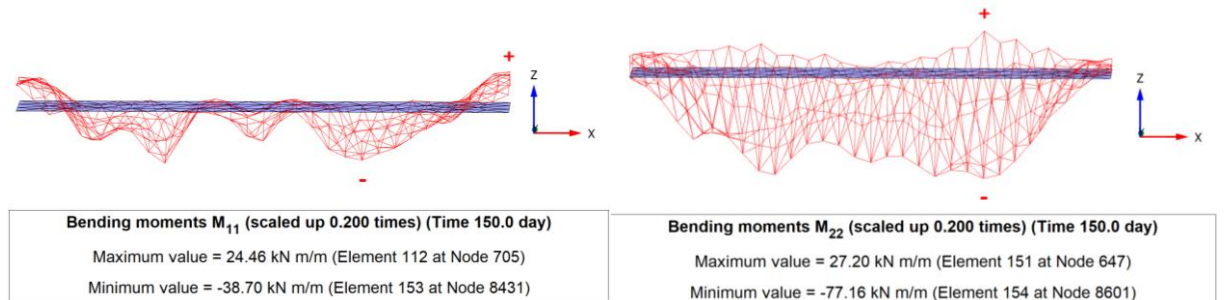 +
Z
X
-
Bending moments M11 (scaled up 0.200 times) (Time 150.0 day)
Maximum value = 24.46 kN m/m (Element 112 at Node 705)
Minimum value = -38.70 kN m/m (Element 153 at Node 8431)
+
Z
X
-
Bending moments M22 (scaled up 0.200 times) (Time 150.0 day)
Maximum value = 27.20 kN m/m (Element 151 at Node 647)
Minimum value = -77.16 kN m/m (Element 154 at Node 8601)